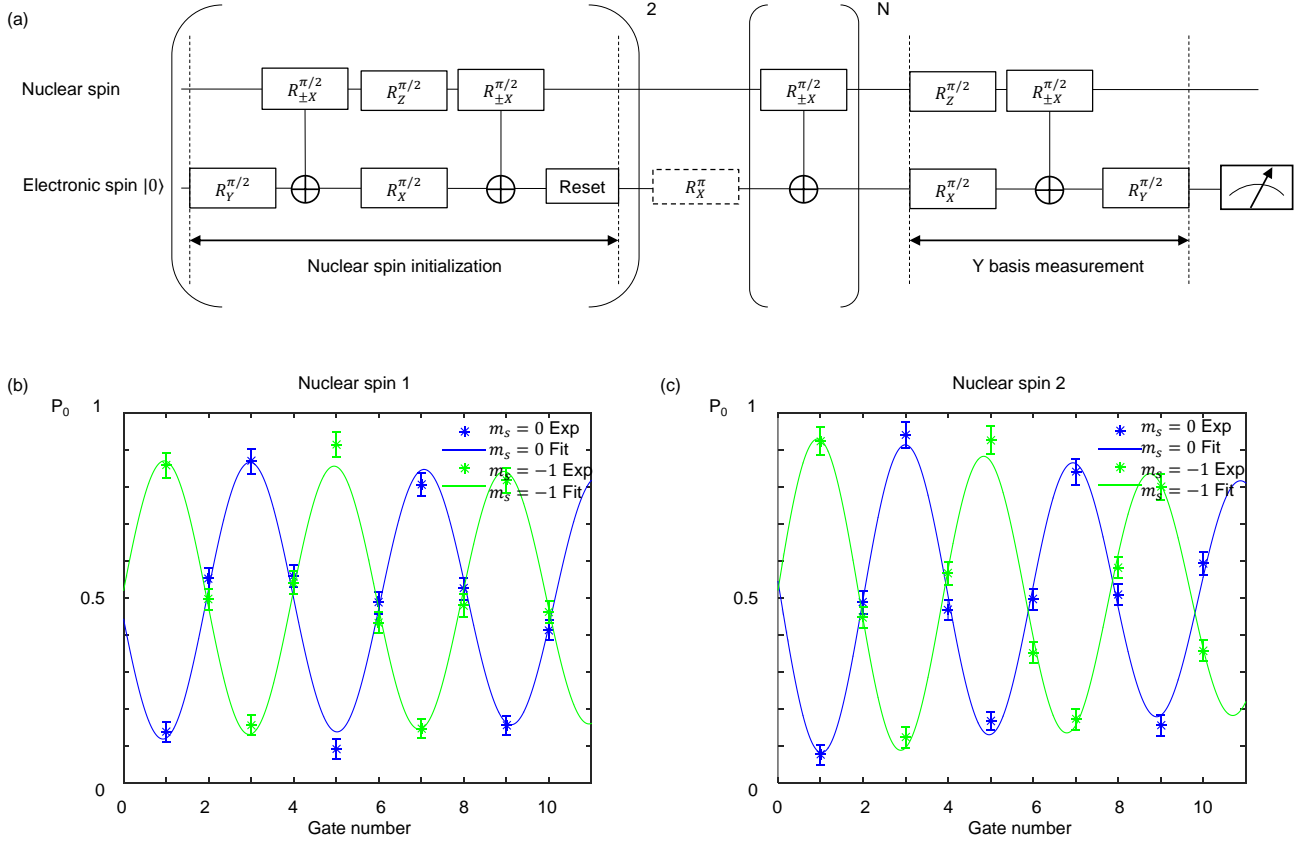 (a)
2
N
Nuclear spin
R_{±X}^{π/2}
R_Z^{π/2}
R_{±X}^{π/2}
R_{±X}^{π/2}
R_Z^{π/2}
R_{±X}^{π/2}
Electronic spin |0⟩
R_Y^{π/2}
R_X^{π/2}
Reset
R_X^π
R_X^{π/2}
R_Y^{π/2}
Nuclear spin initialization
Y basis measurement
(b)
Nuclear spin 1
P₀
1
0.5
0
m_s = 0 Exp
m_s = 0 Fit
m_s = −1 Exp
m_s = −1 Fit
0 2 4 6 8 10
Gate number
(c)
Nuclear spin 2
P₀
1
0.5
0
m_s = 0 Exp
m_s = 0 Fit
m_s = −1 Exp
m_s = −1 Fit
0 2 4 6 8 10
Gate number